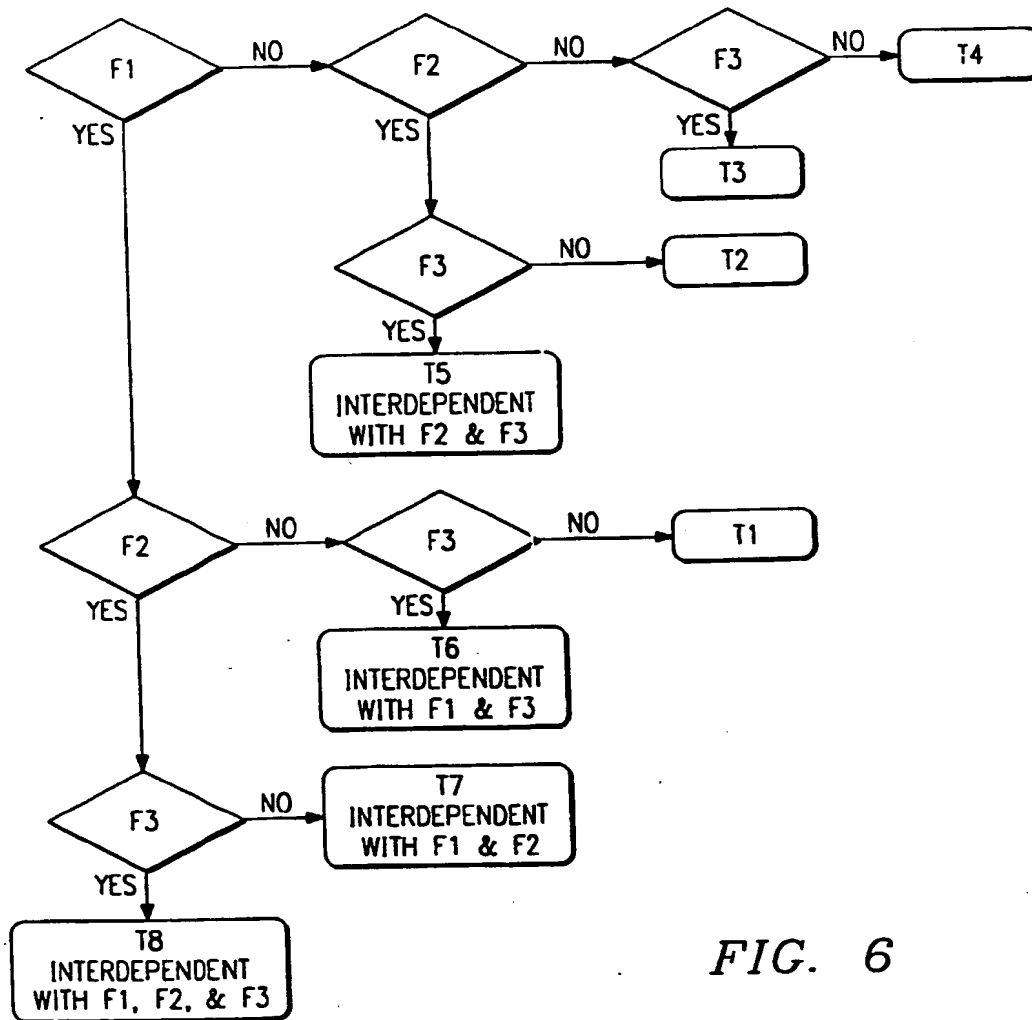 F1
NO
F2
NO
F3
NO
T4
YES
YES
YES
T3
F3
NO
T2
YES
T5
INTERDEPENDENT
WITH F2 & F3
F2
NO
F3
NO
T1
YES
YES
T6
INTERDEPENDENT
WITH F1 & F3
F3
NO
T7
INTERDEPENDENT
WITH F1 & F2
YES
T8
INTERDEPENDENT
WITH F1, F2, & F3
FIG. 6